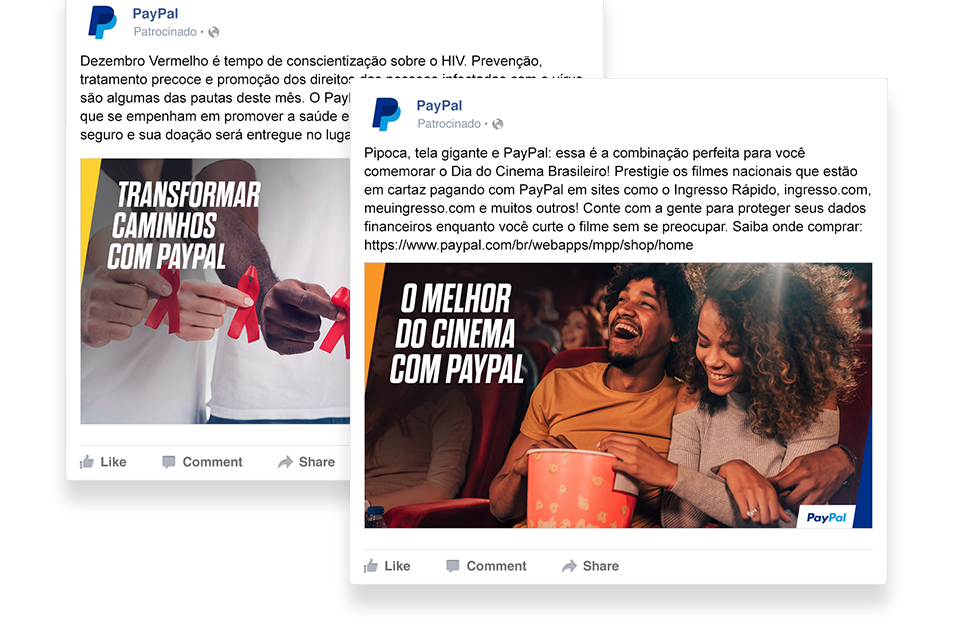 PayPal
Patrocinado
Dezembro Vermelho é tempo de conscientização sobre o HIV. Prevenção,
tratamento precoce e promoção dos direitos das pessoas infectadas com o vírus
são algumas das pautas deste mês. O
que se empenham em promover a saúde e
seguro e sua doação será entregue no
TRANSFORMAR
CAMINHOS
COM PAYPAL
Like Comment Share
PayPal
Patrocinado
Pipoca, tela gigante e PayPal: essa é a combinação perfeita para você
comemorar o Dia do Cinema Brasileiro! Prestigie os filmes nacionais que estão
em cartaz pagando com PayPal em sites como o Ingresso Rápido, ingresso.com,
meuingresso.com e muitos outros! Conte com a gente para proteger seus dados
financeiros enquanto você curte o filme sem se preocupar. Saiba onde comprar:
https://www.paypal.com/br/webapps/mpp/shop/home
O MELHOR
DO CINEMA
COM PAYPAL
PayPal
Like Comment Share